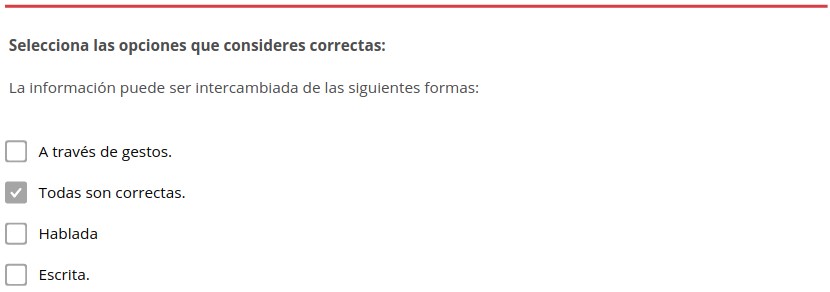 Selecciona las opciones que consideres correctas:
La información puede ser intercambiada de las siguientes formas:
A través de gestos.
Todas son correctas.
Hablada
Escrita.